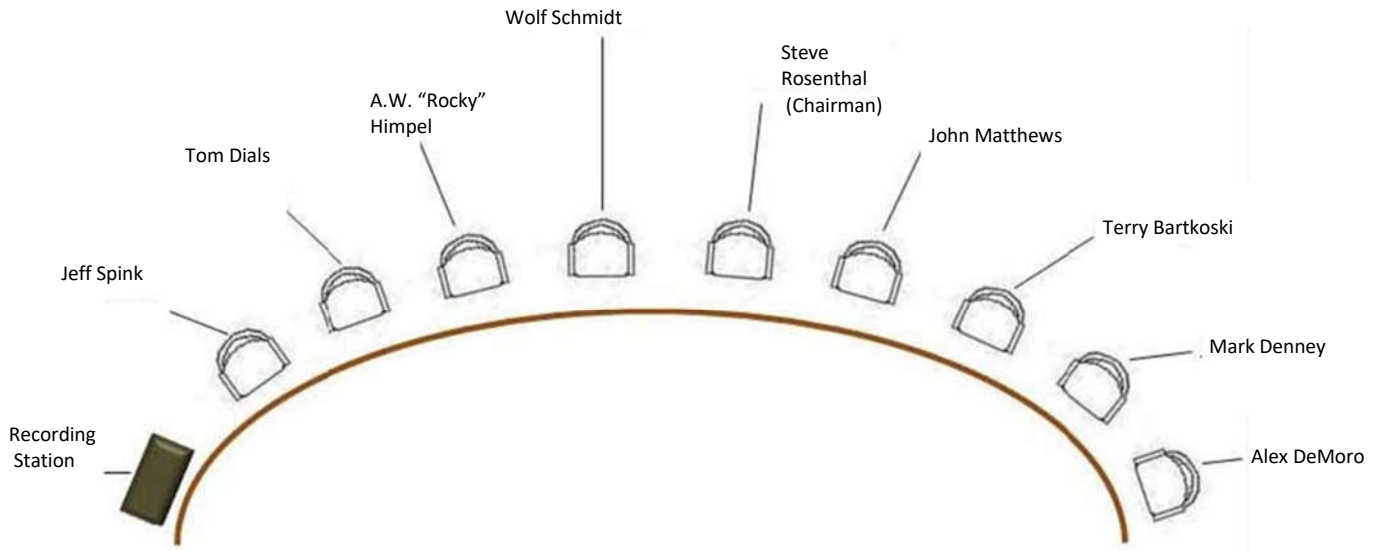 Wolf Schmidt
Steve
Rosenthal
(Chairman)
A.W. “Rocky”
Himpel
John Matthews
Tom Dials
Terry Bartkoski
Jeff Spink
Mark Denney
Recording
Station
Alex DeMoro